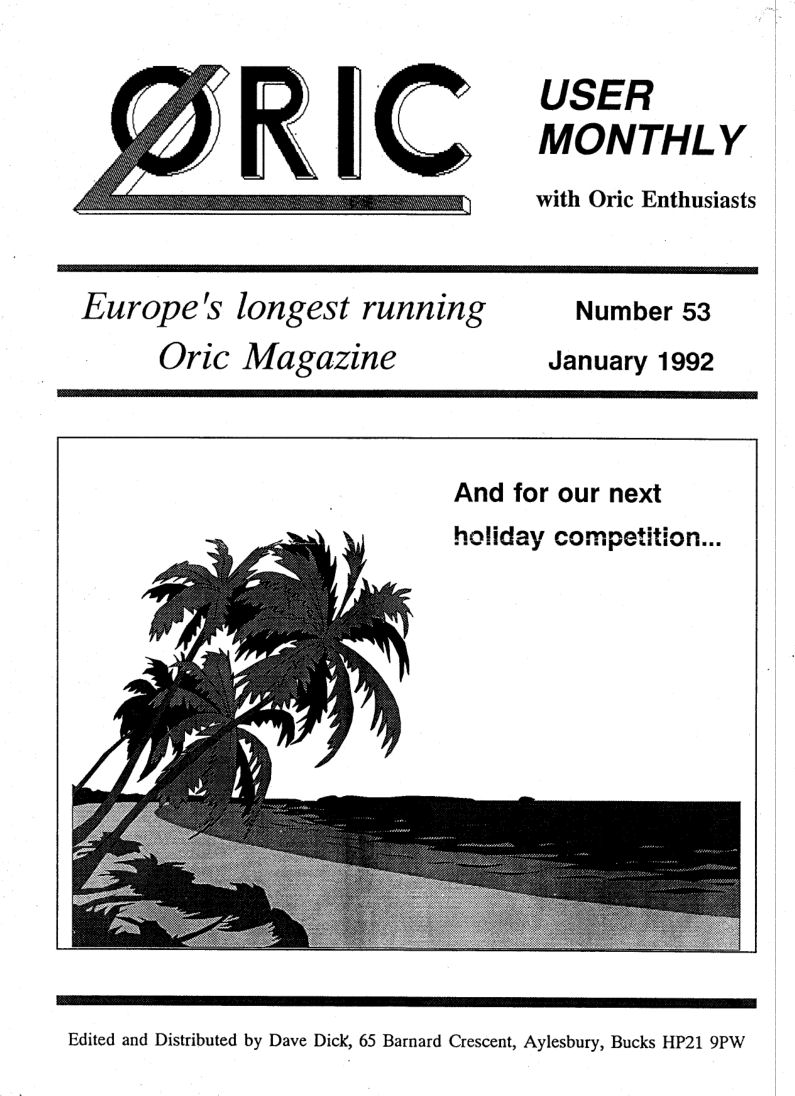 ORIC
USER
MONTHLY
with Oric Enthusiasts
Europe's longest running
Oric Magazine
Number 53
January 1992
And for our next
holiday competition...
Edited and Distributed by Dave Dick, 65 Barnard Crescent, Aylesbury, Bucks HP21 9PW